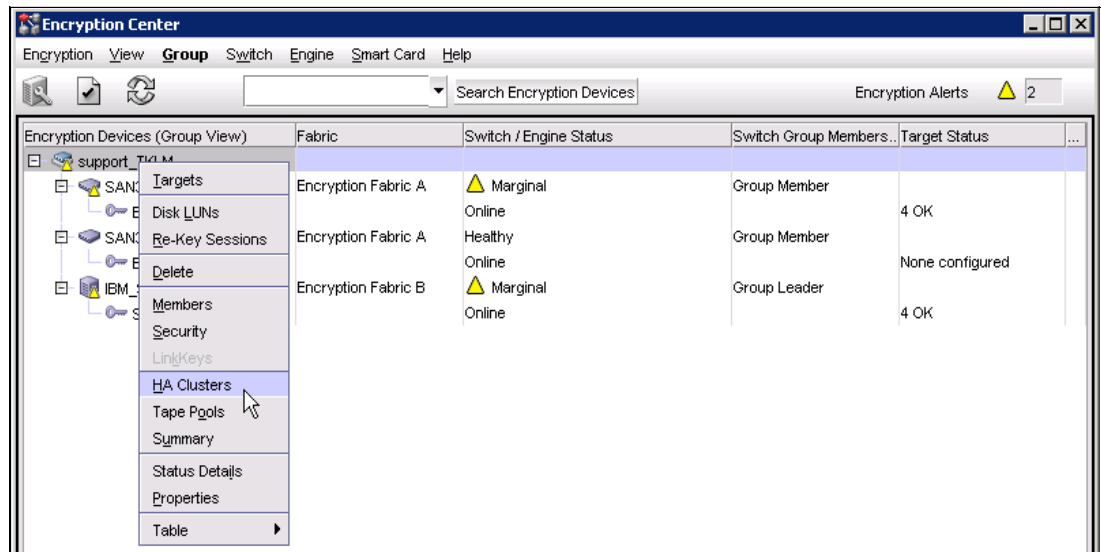 Encryption Center
Encryption View Group Switch Engine Smart Card Help
Search Encryption Devices Encryption Alerts 2
Encryption Devices (Group View) Fabric Switch / Engine Status Switch Group Members.. Target Status ...
support_TKLM
SAN3 Encryption Fabric A Marginal Group Member
E Online 4 OK
SAN3 Encryption Fabric A Healthy Group Member
E Online None configured
IBM_S Encryption Fabric B Marginal Group Leader
S Online 4 OK
Targets
Disk LUNs
Re-Key Sessions
Delete
Members
Security
LinkKeys
HA Clusters
Tape Pools
Summary
Status Details
Properties
Table